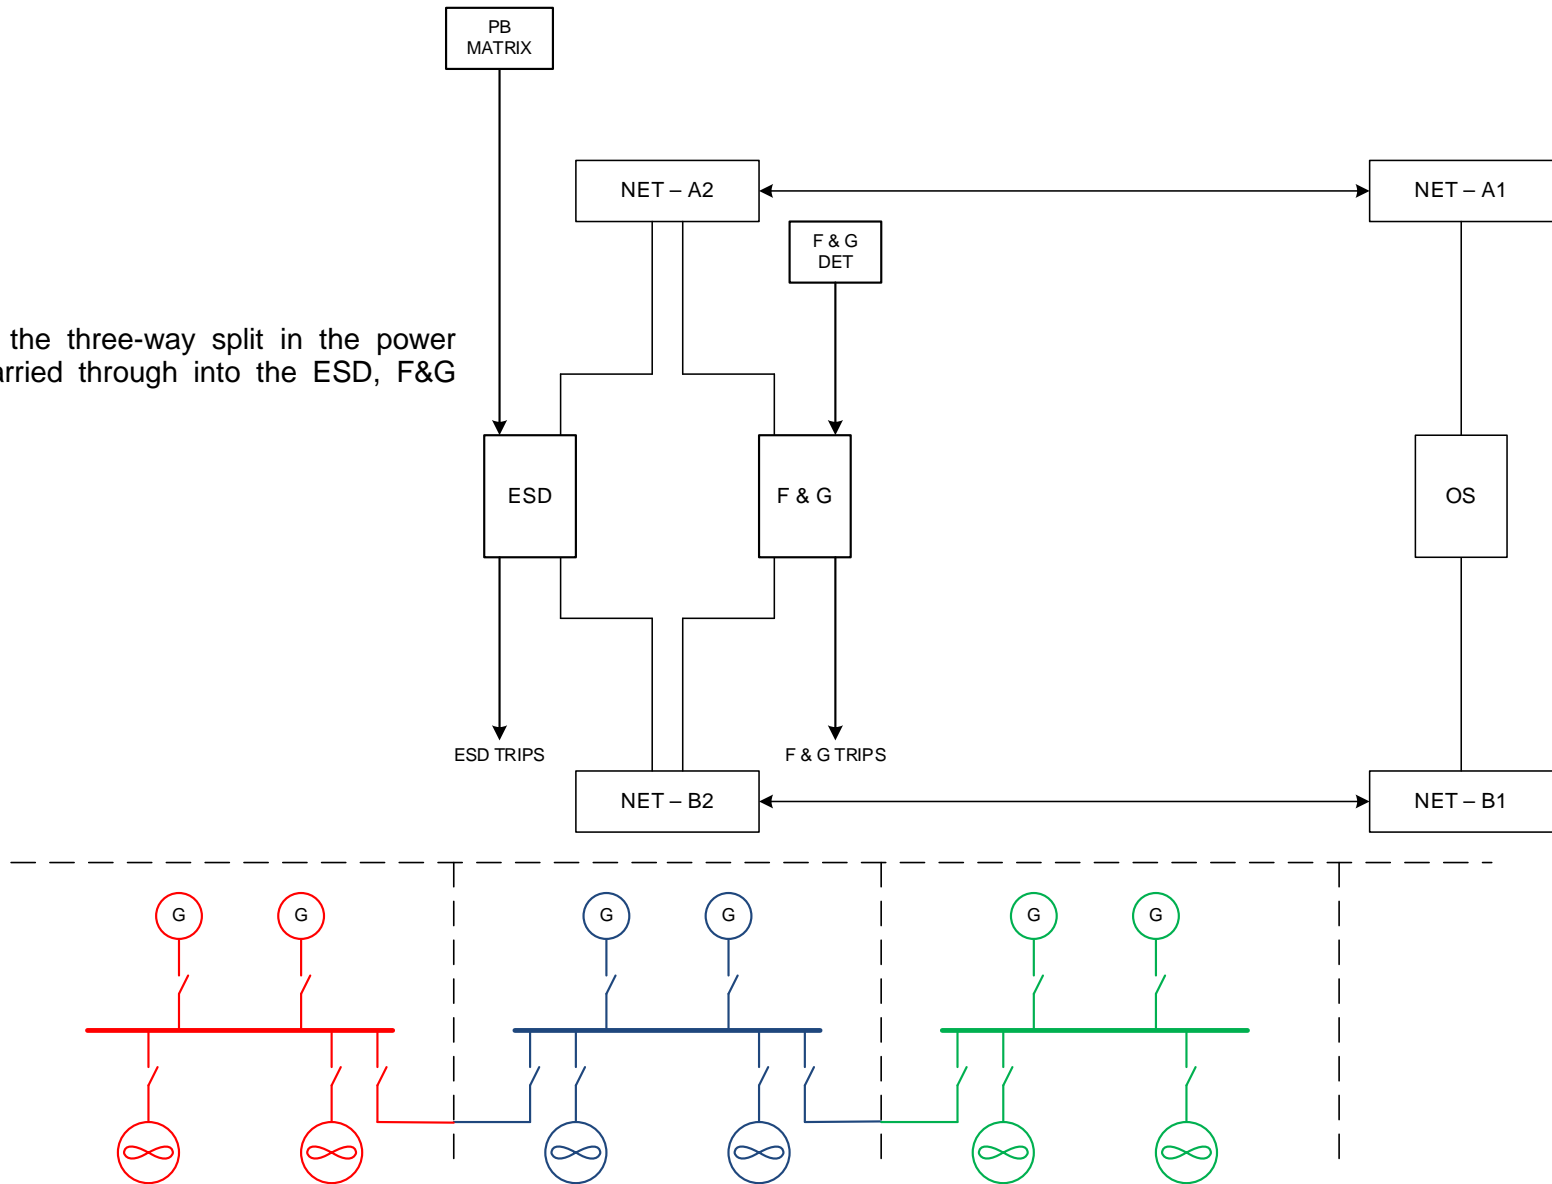 PB
MATRIX
NET – A2
NET – A1
F & G
DET
the three-way split in the power
arried through into the ESD, F&G
ESD
F & G
OS
ESD TRIPS
F & G TRIPS
NET – B2
NET – B1
G
G
G
G
G
G